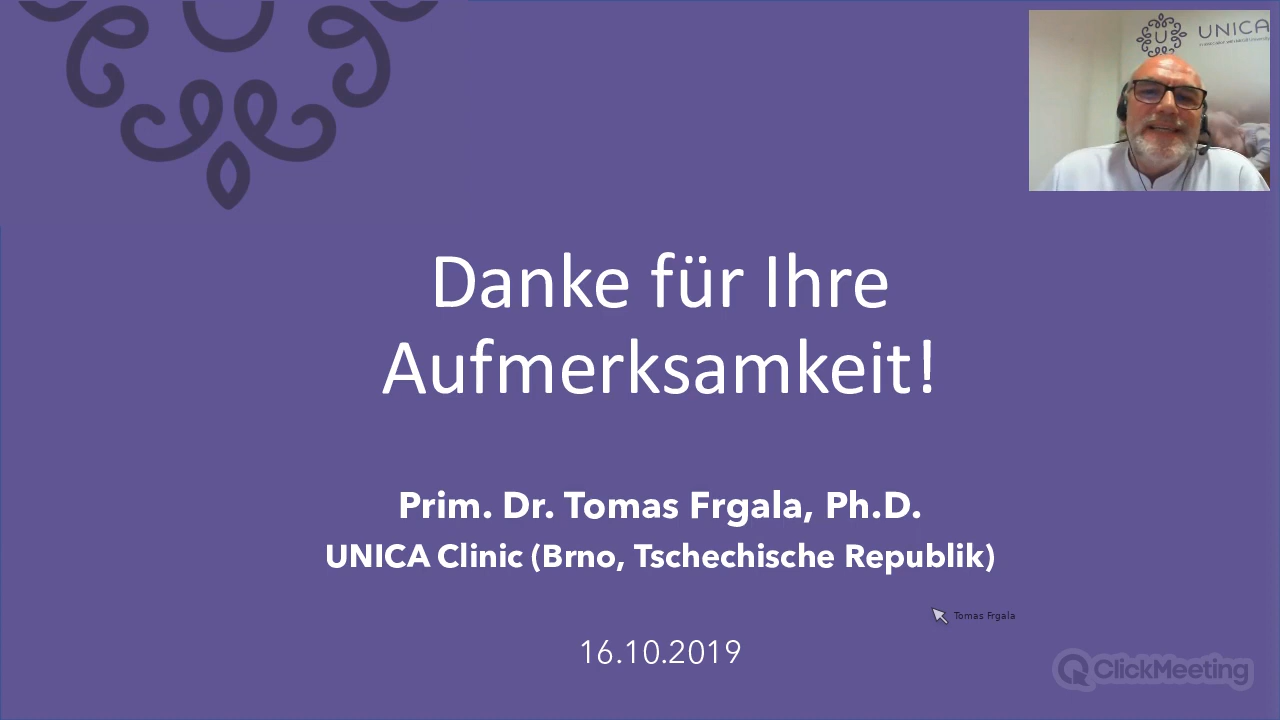 UNICA
Danke für Ihre
Aufmerksamkeit!
Prim. Dr. Tomas Frgala, Ph.D.
UNICA Clinic (Brno, Tschechische Republik)
Tomas Frgala
16.10.2019
ClickMeeting